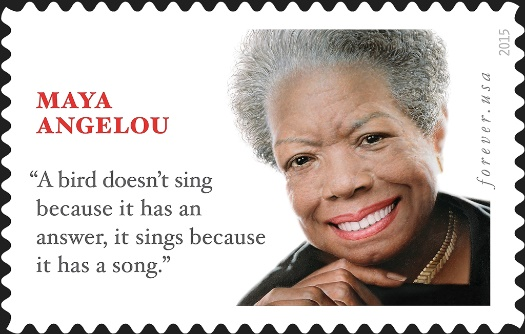 MAYA
ANGELOU
“A bird doesn’t sing
because it has an
answer, it sings because
it has a song.”
forever.usa
2015